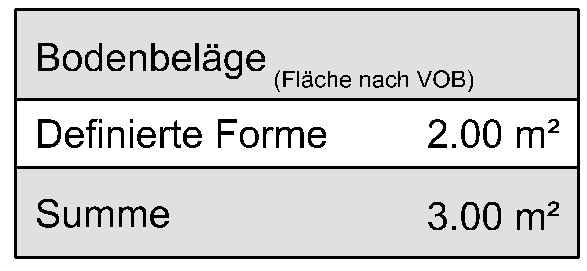 Bodenbeläge (Fläche nach VOB)
Definierte Forme 2.00 m²
Summe 3.00 m²